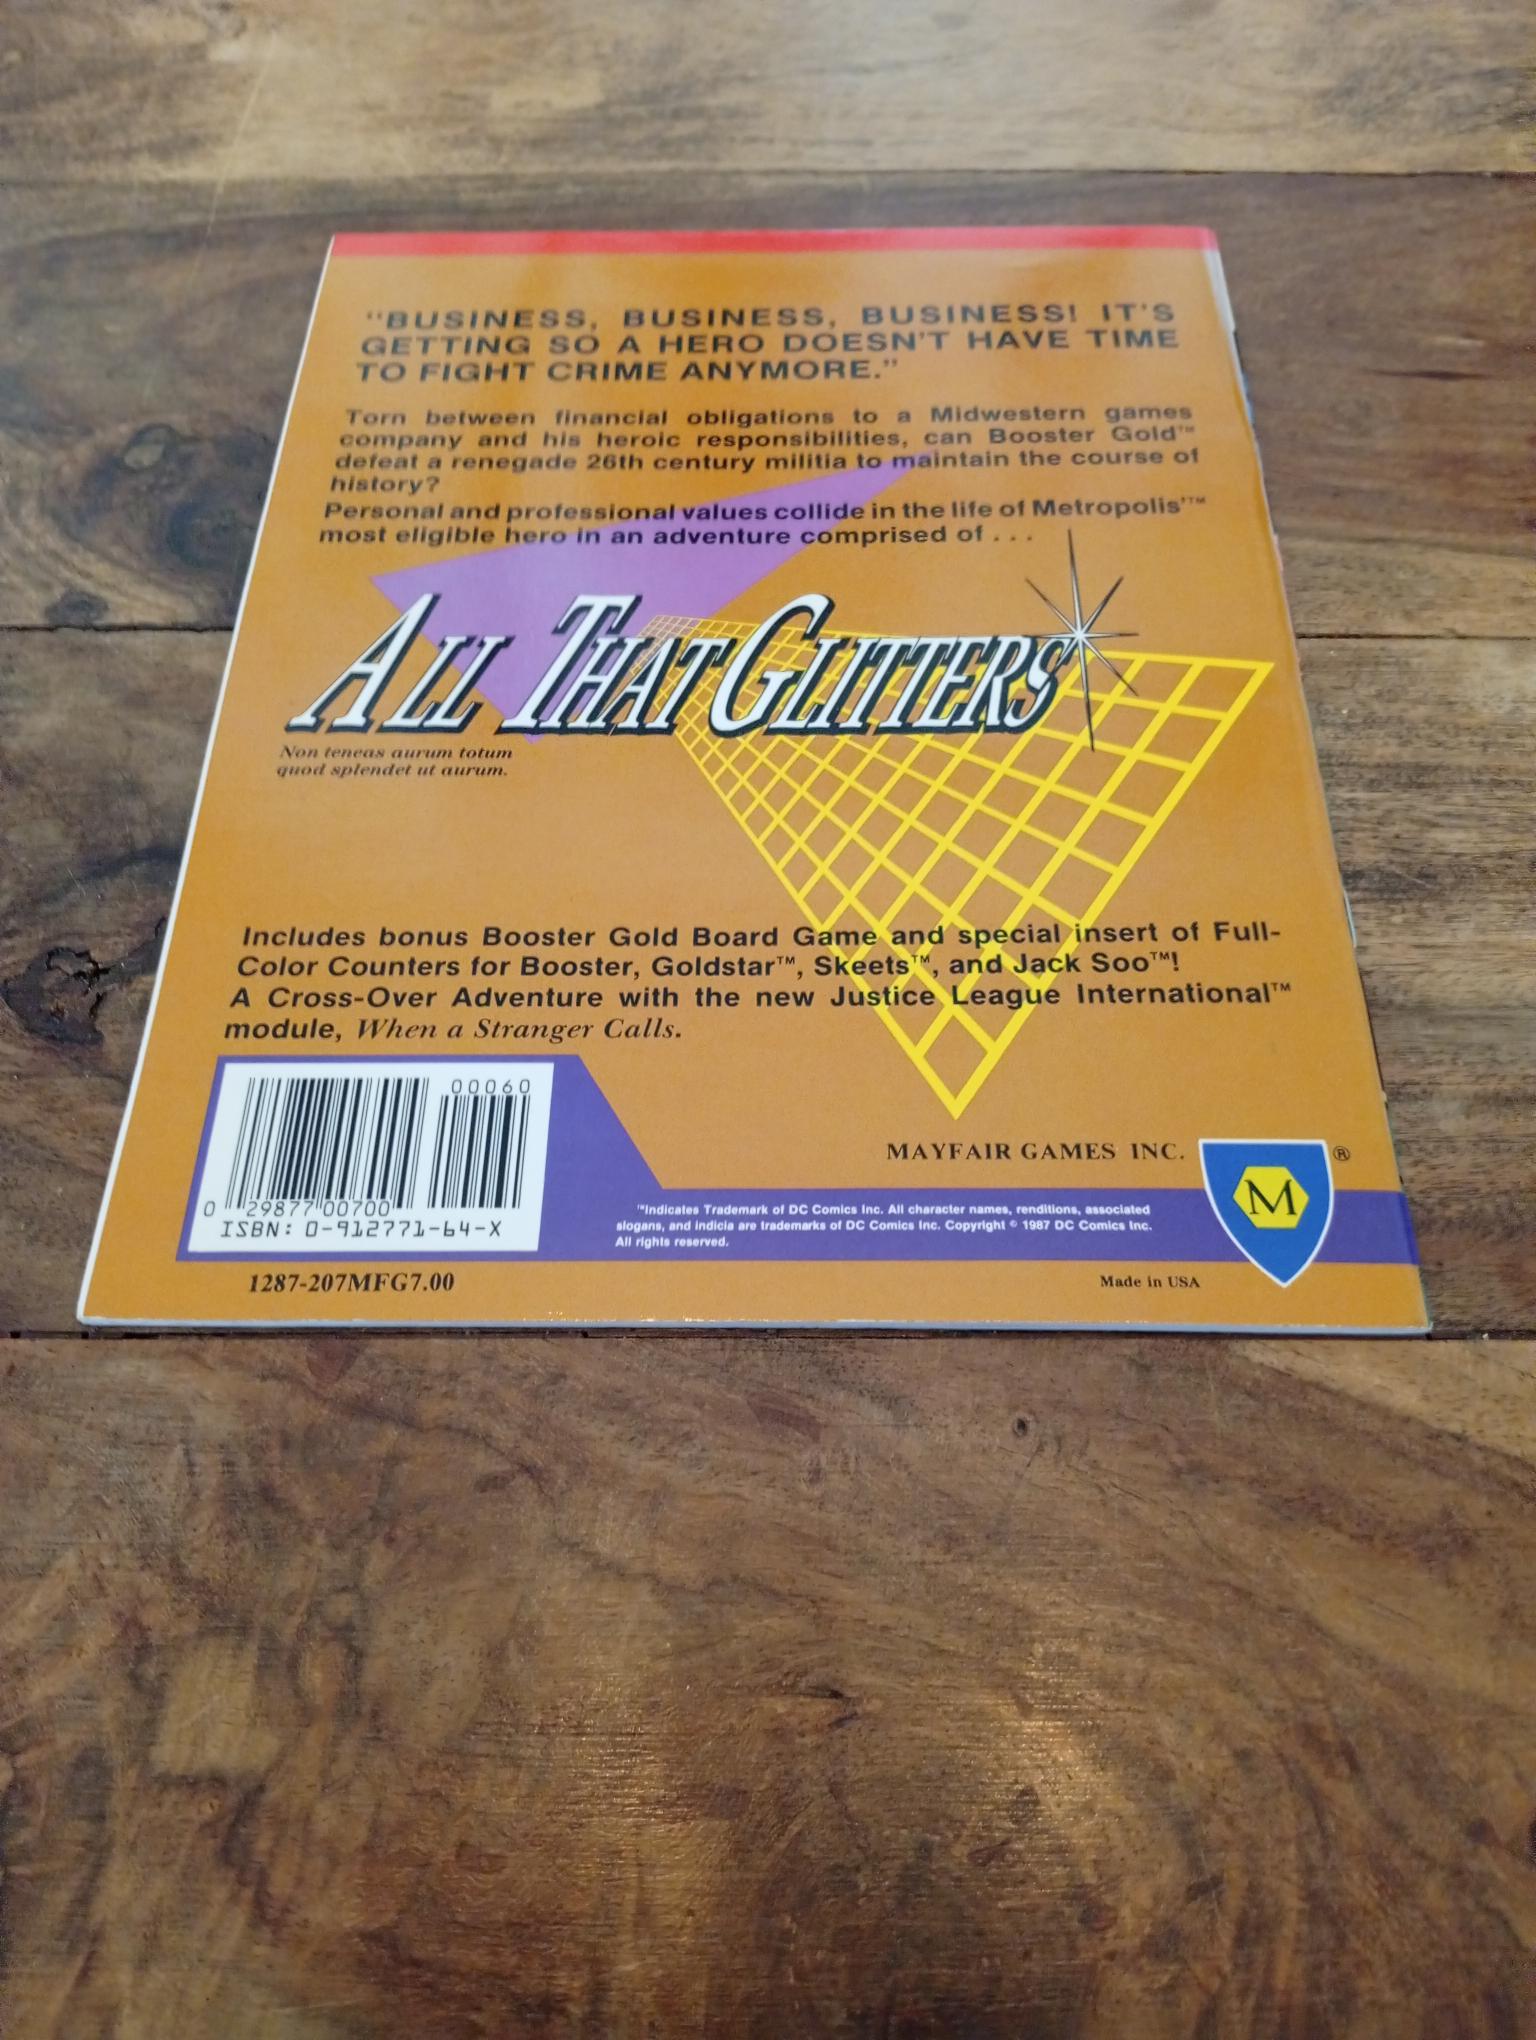 "BUSINESS, BUSINESS, BUSINESS! IT'S
GETTING SO A HERO DOESN'T HAVE TIME
TO FIGHT CRIME ANYMORE."
Torn between financial obligations to a Midwestern games
company and his heroic responsibilities, can Booster Gold™
defeat a renegade 26th century militia to maintain the course of
history?
Personal and professional values collide in the life of Metropolis'™
most eligible hero in an adventure comprised of . . .
ALL THAT GLITTERS
Non teneas aurum totum
quod splendet ut aurum.
Includes bonus Booster Gold Board Game and special insert of Full-
Color Counters for Booster, Goldstar™, Skeets™, and Jack Soo™!
A Cross-Over Adventure with the new Justice League International™
module, When a Stranger Calls.
00060
0 29877 00700
ISBN: 0-912771-64-X
MAYFAIR GAMES INC.
M ®
™Indicates Trademark of DC Comics Inc. All character names, renditions, associated
slogans, and indicia are trademarks of DC Comics Inc. Copyright © 1987 DC Comics Inc.
All rights reserved.
1287-207MFG7.00
Made in USA